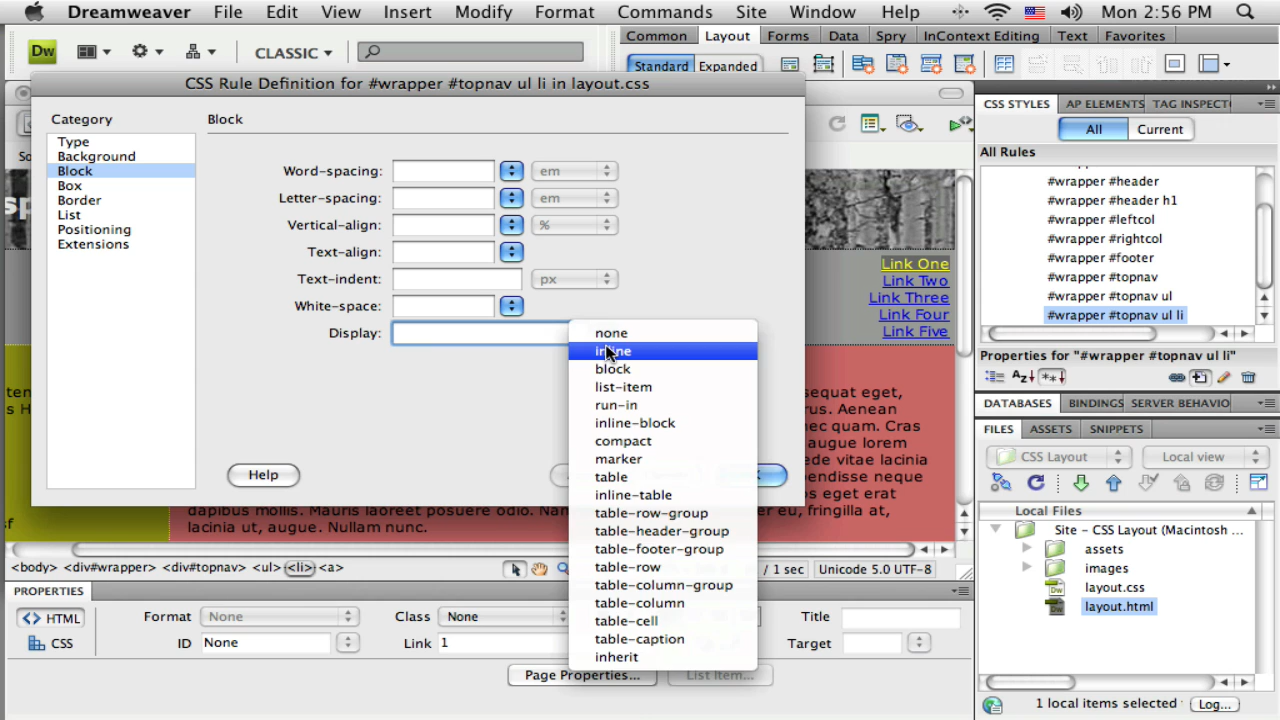 Dreamweaver File Edit View Insert Modify Format Commands Site Window Help Mon 2:56 PM
Dw CLASSIC
Common Layout Forms Data Spry InContext Editing Text Favorites
Standard Expanded
CSS Rule Definition for #wrapper #topnav ul li in layout.css
Category
Type
Background
Block
Box
Border
List
Positioning
Extensions
Block
Word-spacing: em
Letter-spacing: em
Vertical-align: %
Text-align:
Text-indent: px
White-space:
Display:
none
inline
block
list-item
run-in
inline-block
compact
marker
table
inline-table
table-row-group
table-header-group
table-footer-group
table-row
table-column-group
table-column
table-cell
table-caption
inherit
Help
Link One
Link Two
Link Three
Link Four
Link Five
sequat eget,
rus. Aenean
nec quam. Cras
augue lorem
ede vitae lacinia
ndisse neque
eget erat
dapibus mollis. Mauris laoreet posuere odio. Nam
er eu, fringilla at,
lacinia ut, augue. Nullam nunc.
<body> <div#wrapper> <div#topnav> <ul> <li> <a>
/ 1 sec Unicode 5.0 UTF-8
PROPERTIES
<> HTML
CSS
Format None
ID None
Class None
Link 1
Title
Target
Page Properties... List Item...
CSS STYLES AP ELEMENTS TAG INSPECT
All Current
All Rules
#wrapper #header
#wrapper #header h1
#wrapper #leftcol
#wrapper #rightcol
#wrapper #footer
#wrapper #topnav
#wrapper #topnav ul
#wrapper #topnav ul li
Properties for "#wrapper #topnav ul li"
DATABASES BINDINGS SERVER BEHAVIO
FILES ASSETS SNIPPETS
CSS Layout Local view
Local Files
Site - CSS Layout (Macintosh ...
assets
images
layout.css
layout.html
1 local items selected Log...